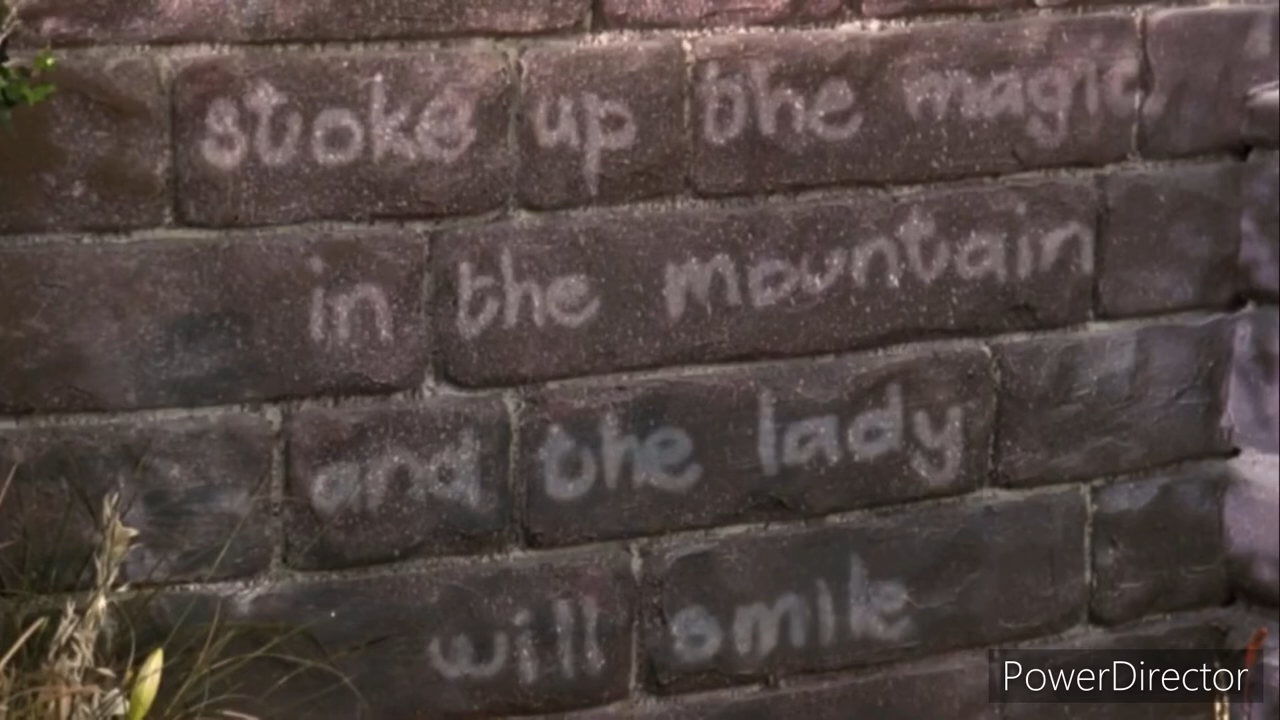 stoke up the magic
in the mountain
and the lady
will smile
PowerDirector